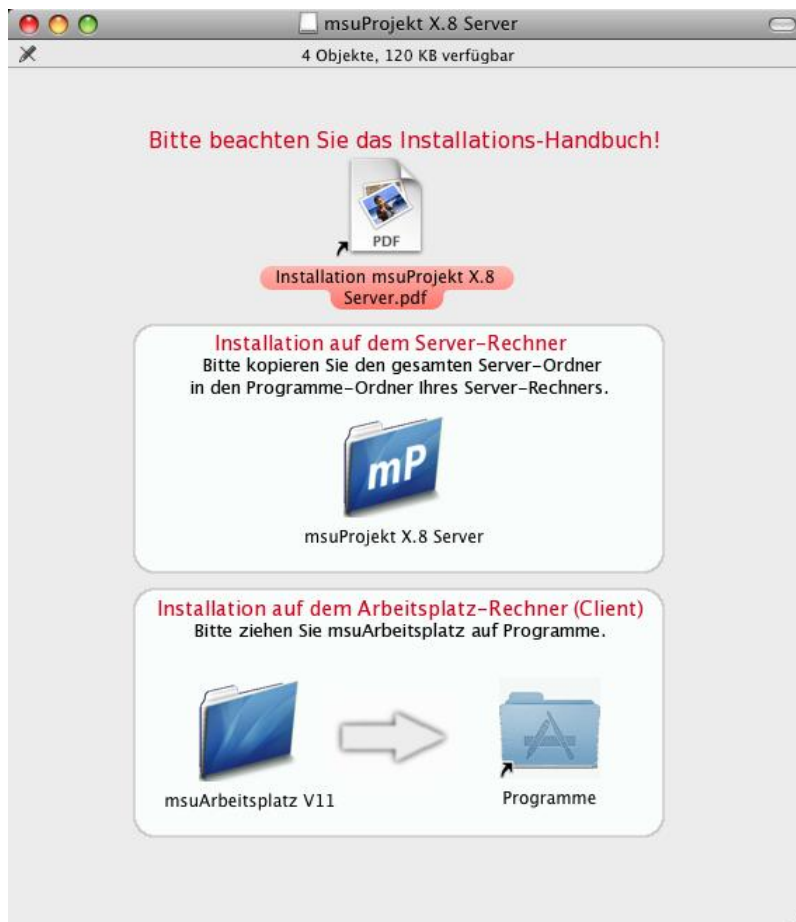 msuProjekt X.8 Server
4 Objekte, 120 KB verfügbar
Bitte beachten Sie das Installations-Handbuch!
PDF
Installation msuProjekt X.8
Server.pdf
Installation auf dem Server-Rechner
Bitte kopieren Sie den gesamten Server-Ordner
in den Programme-Ordner Ihres Server-Rechners.
mP
msuProjekt X.8 Server
Installation auf dem Arbeitsplatz-Rechner (Client)
Bitte ziehen Sie msuArbeitsplatz auf Programme.
msuArbeitsplatz V11
Programme